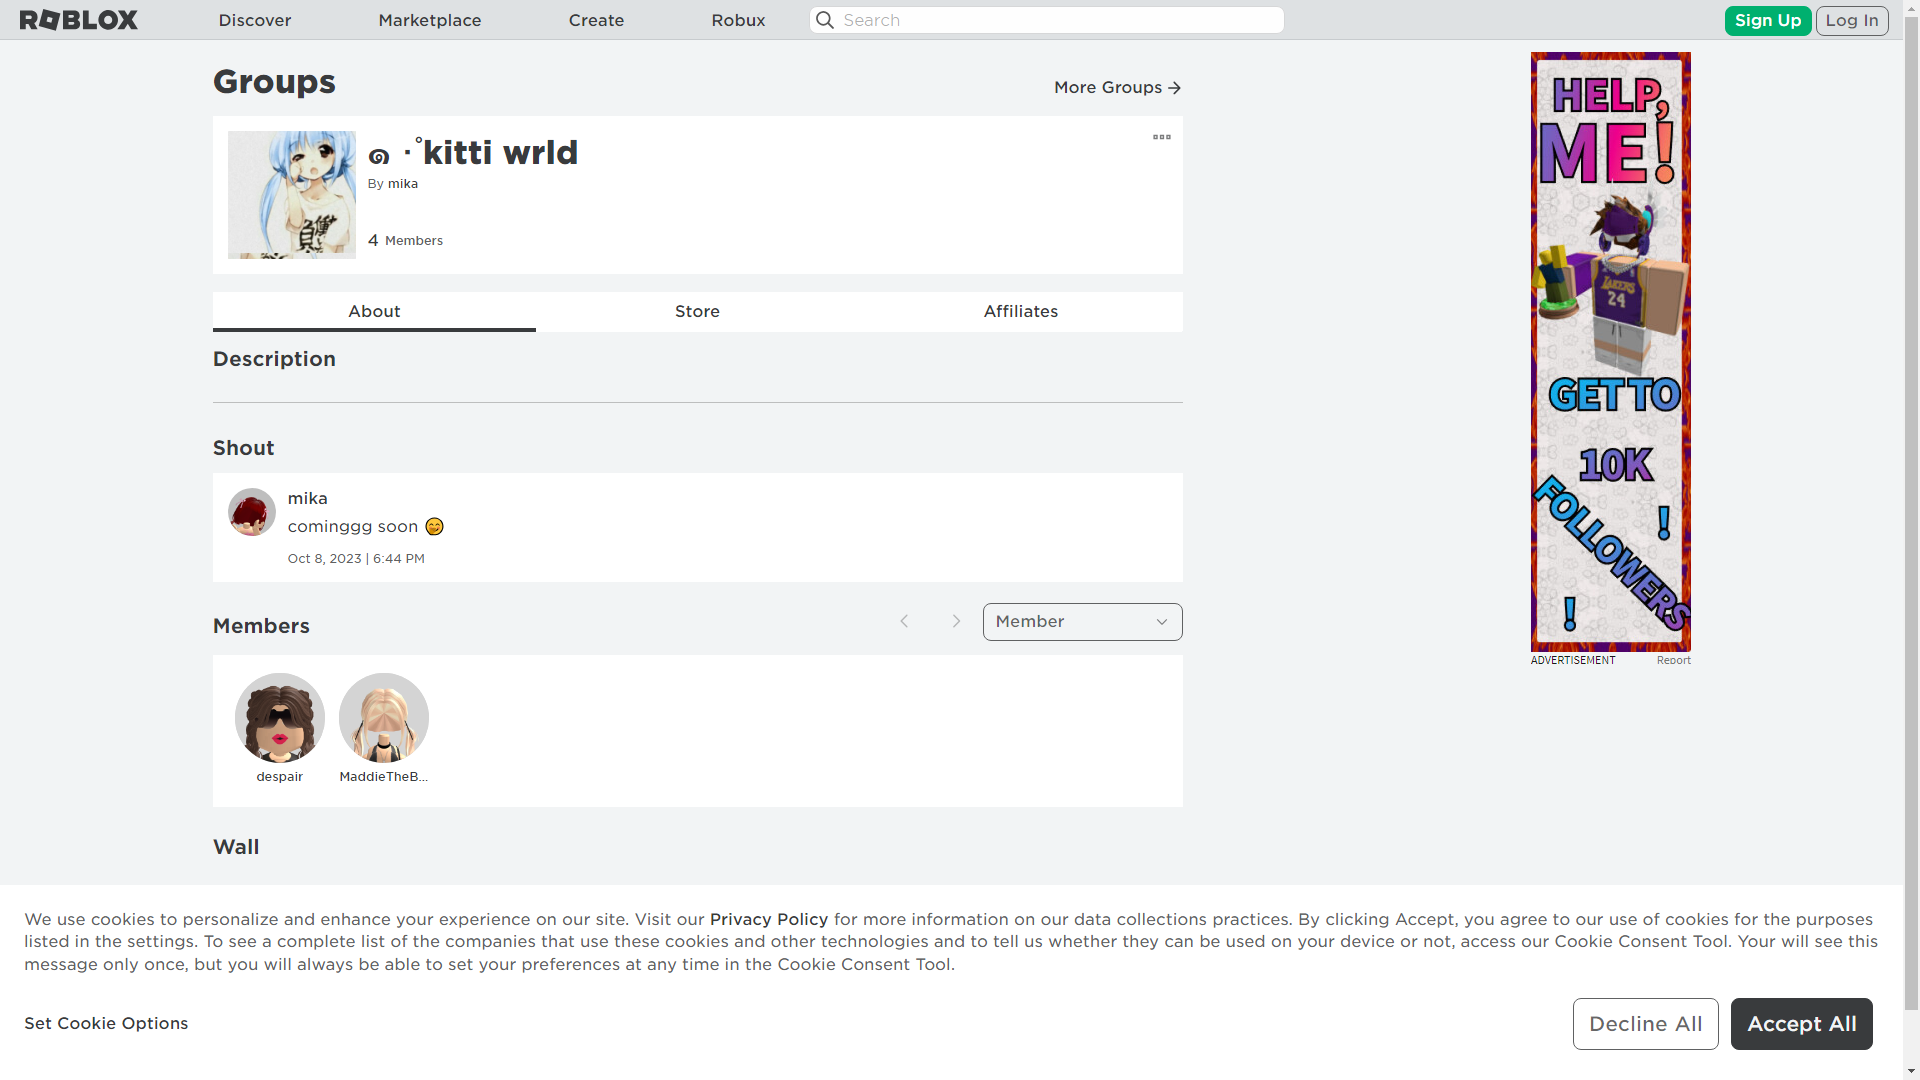 ROBLOX
Discover
Marketplace
Create
Robux
Search
Sign Up
Log In
Groups
More Groups
๑ ‧˚kitti wrld
By mika
4 Members
About
Store
Affiliates
Description
Shout
mika
cominggg soon 🤭
Oct 8, 2023 | 6:44 PM
Members
Member
despair
MaddieTheB...
Wall
HELP,
ME!
LAKERS
24
GET TO
10K
FOLLOWERS
!
!
ADVERTISEMENT
Report
We use cookies to personalize and enhance your experience on our site. Visit our Privacy Policy for more information on our data collections practices. By clicking Accept, you agree to our use of cookies for the purposes
listed in the settings. To see a complete list of the companies that use these cookies and other technologies and to tell us whether they can be used on your device or not, access our Cookie Consent Tool. Your will see this
message only once, but you will always be able to set your preferences at any time in the Cookie Consent Tool.
Set Cookie Options
Decline All
Accept All